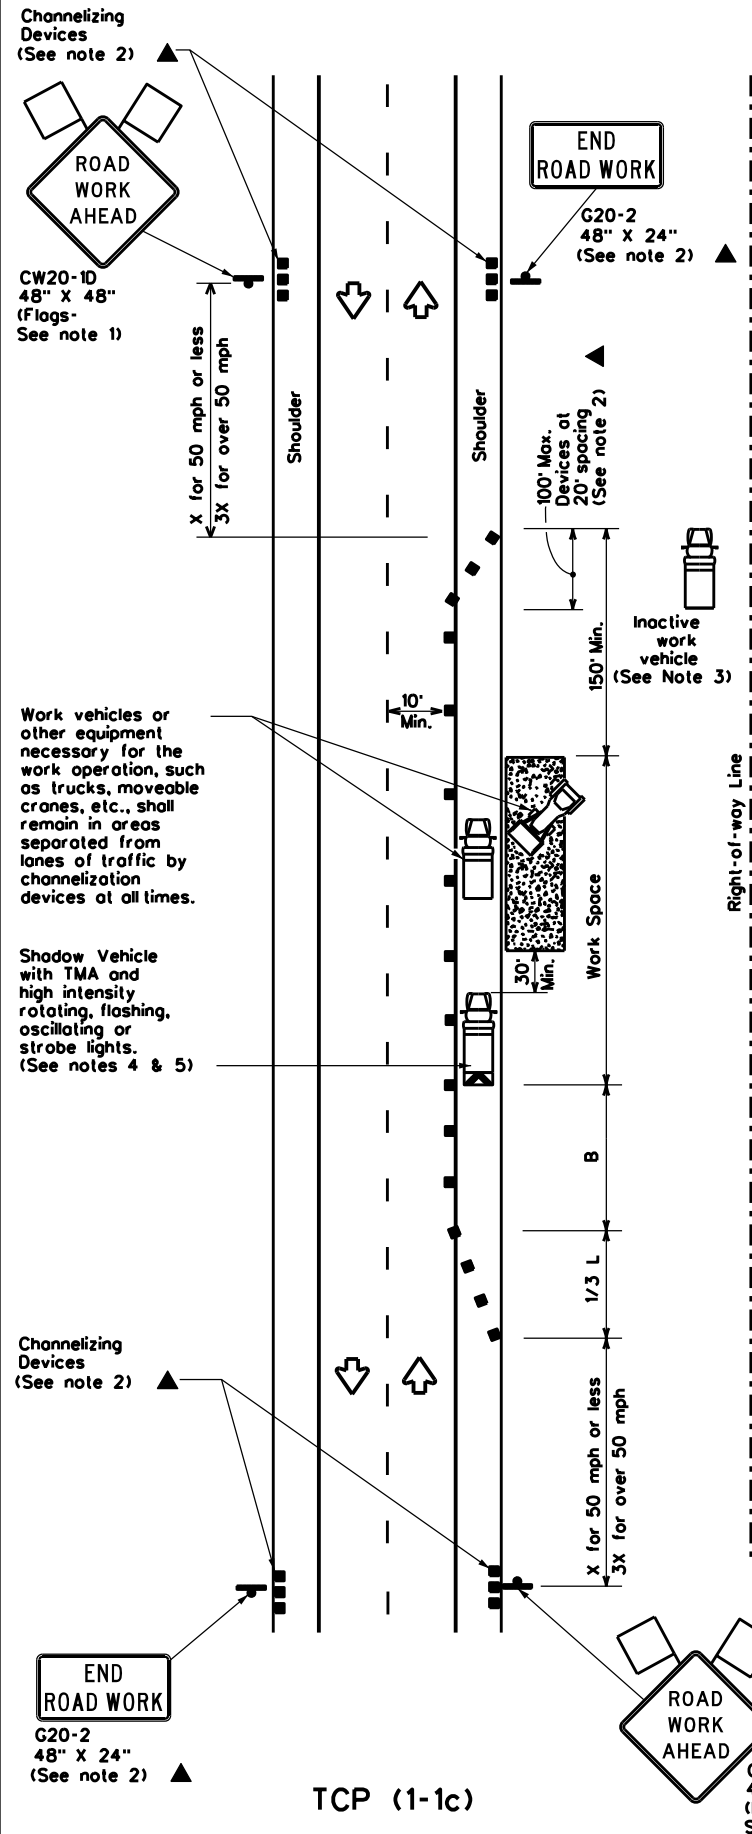 Channelizing
Devices
(See note 2)
ROAD
WORK
AHEAD
CW20-1D
48" X 48"
(Flags-
See note 1)
END
ROAD WORK
G20-2
48" X 24"
(See note 2)
X for 50 mph or less
3X for over 50 mph
Shoulder
Shoulder
100' Max.
Devices at
20' spacing
(See note 2)
150' Min.
Inactive
work
vehicle
(See Note 3)
10'
Min.
Work vehicles or
other equipment
necessary for the
work operation, such
as trucks, moveable
cranes, etc., shall
remain in areas
separated from
lanes of traffic by
channelization
devices at all times.
Right-of-way Line
Work Space
30'
Min.
Shadow Vehicle
with TMA and
high intensity
rotating, flashing,
oscillating or
strobe lights.
(See notes 4 & 5)
B
1/3 L
Channelizing
Devices
(See note 2)
X for 50 mph or less
3X for over 50 mph
END
ROAD WORK
G20-2
48" X 24"
(See note 2)
ROAD
WORK
AHEAD
TCP (1-1c)